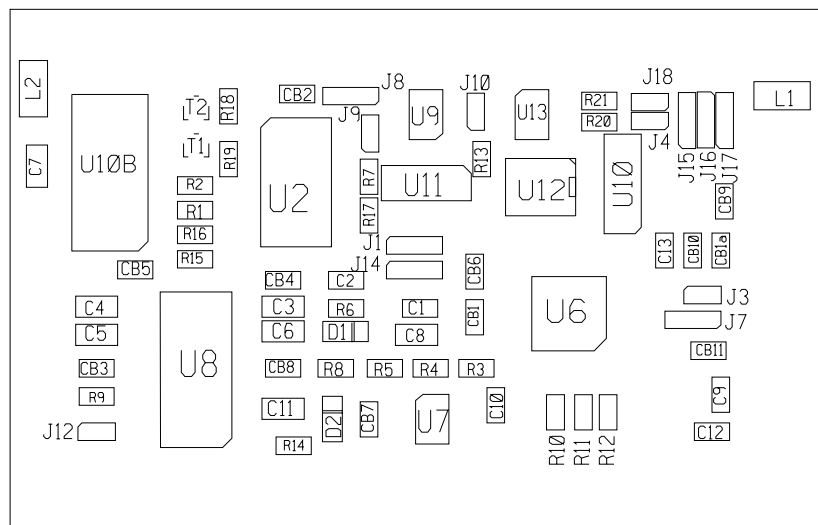 L2
CB2
J8
J10
J18
L1
T2
R18
J9
U9
U13
R21
R20
J4
C7
U10B
T1
R19
U2
R7
U11
R13
U12
U10
J15
J16
J17
R2
R1
R16
R17
CB9
R15
J1
J14
CB5
CB4
C2
CB6
C13
CB10
CB1a
C4
C3
R6
C1
CB1
U6
J3
J7
C5
C6
D1
C8
U8
CB3
CB8
R8
R5
R4
R3
CB11
R9
C11
D2
CB7
U7
C10
C9
J12
R14
R10
R11
R12
C12